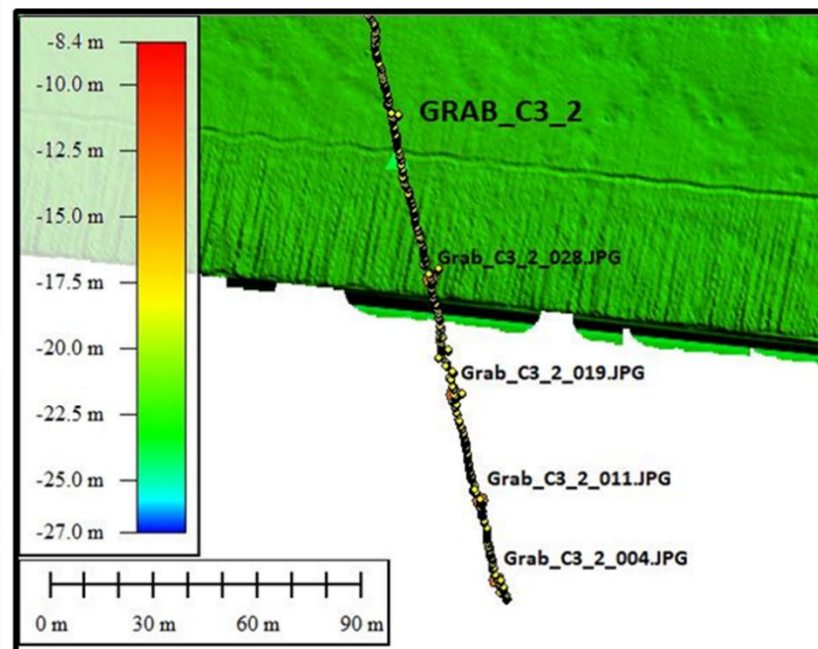 -8.4 m
-10.0 m
-12.5 m
-15.0 m
-17.5 m
-20.0 m
-22.5 m
-25.0 m
-27.0 m
GRAB_C3_2
Grab_C3_2_028.JPG
Grab_C3_2_019.JPG
Grab_C3_2_011.JPG
Grab_C3_2_004.JPG
0 m 30 m 60 m 90 m